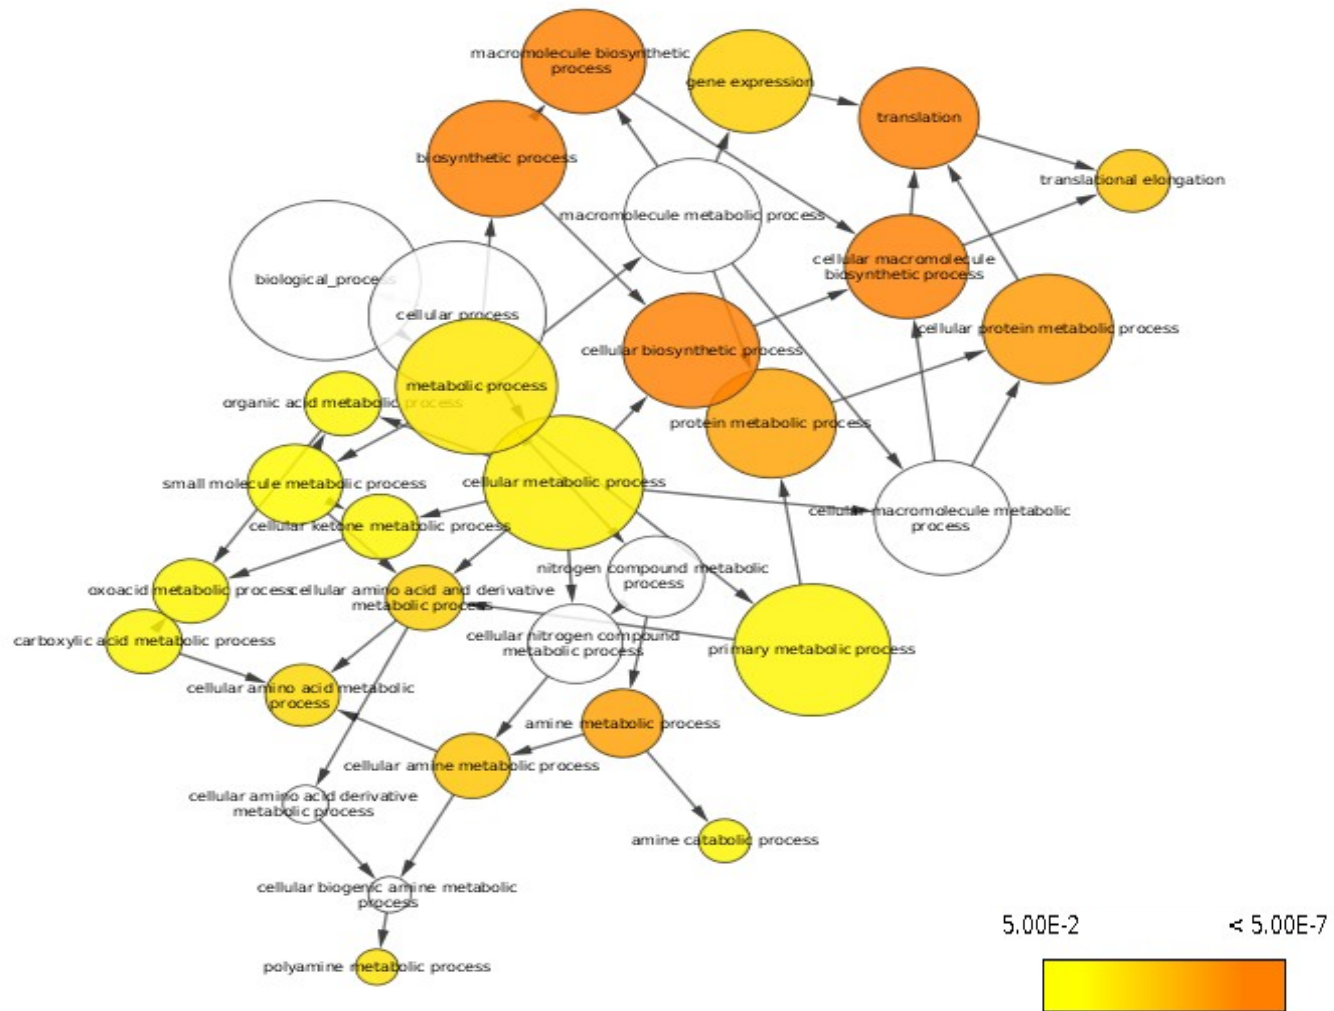 macromolecule biosynthetic
process
gene expression
translation
biosynthetic process
translational elongation
macromolecule metabolic process
cellular macromolecule
biosynthetic process
biological_process
cellular process
cellular protein metabolic process
cellular biosynthetic process
metabolic process
organic acid metabolic process
protein metabolic process
small molecule metabolic process
cellular metabolic process
cellular macromolecule metabolic
process
cellular ketone metabolic process
nitrogen compound metabolic
process
oxoacid metabolic process
cellular amino acid and derivative
metabolic process
carboxylic acid metabolic process
cellular nitrogen compound
metabolic process
primary metabolic process
cellular amino acid metabolic
process
amine metabolic process
cellular amine metabolic process
cellular amino acid derivative
metabolic process
amine catabolic process
cellular biogenic amine metabolic
process
polyamine metabolic process
5.00E-2
< 5.00E-7